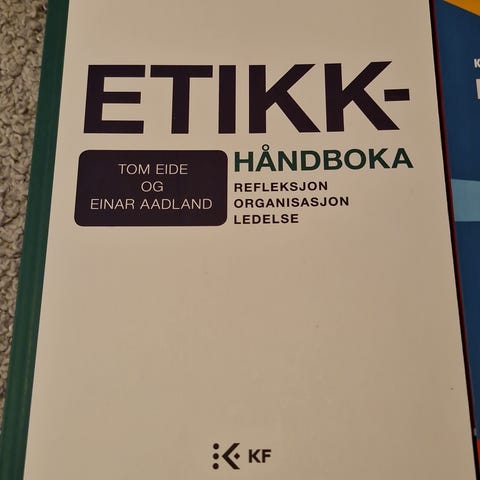 ETIKK-
HÅNDBOKA
TOM EIDE
OG
EINAR AADLAND
REFLEKSJON
ORGANISASJON
LEDELSE
KF